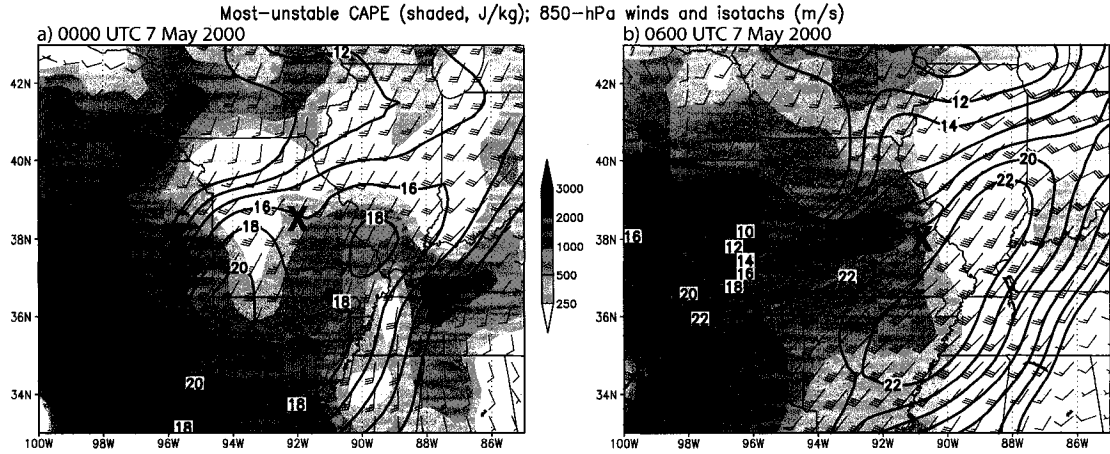 Most-unstable CAPE (shaded, J/kg); 850-hPa winds and isotachs (m/s)
a) 0000 UTC 7 May 2000
b) 0600 UTC 7 May 2000
42N
40N
38N
36N
34N
100W 98W 96W 94W 92W 90W 88W 86W
12
16
16
18
18
20
18
20
18
18
X
3000
2000
1000
500
250
42N
40N
38N
36N
34N
100W 98W 96W 94W 92W 90W 88W 86W
12
14
20
22
16
10
12
14
16
18
20
22
22
22
X